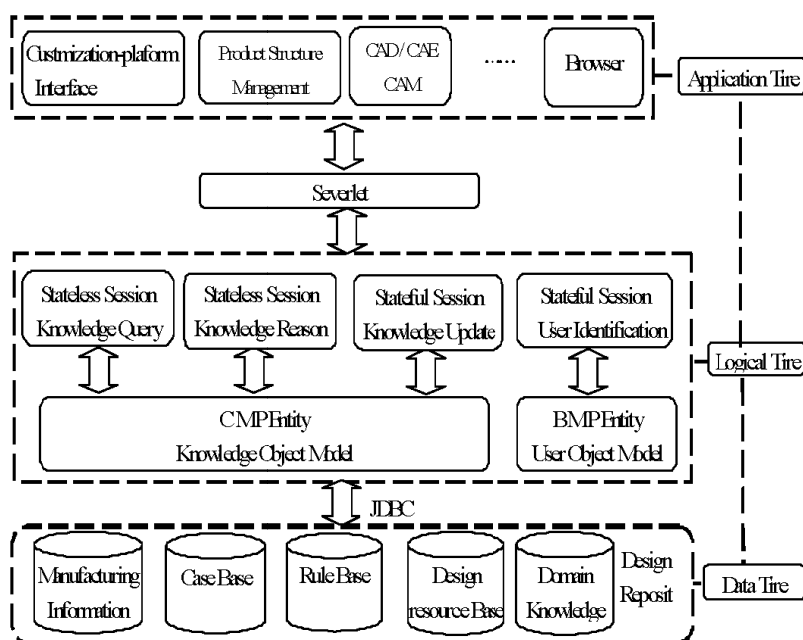 Custmization-plaform
Interface
Product Structure
Management
CAD/ CAE
CAM
......
Browser
Application Tire
Severlet
Stateless Session
Knowledge Query
Stateless Session
Knowledge Reason
Stateful Session
Knowledge Update
Stateful Session
User Identification
Logical Tire
CMP Entity
Knowledge Object Model
BMP Entity
User Object Model
JDBC
Manufacturing
Information
Case Base
Rule Base
Design
resource Base
Domain
Knowledge
Design
Reposit
Data Tire